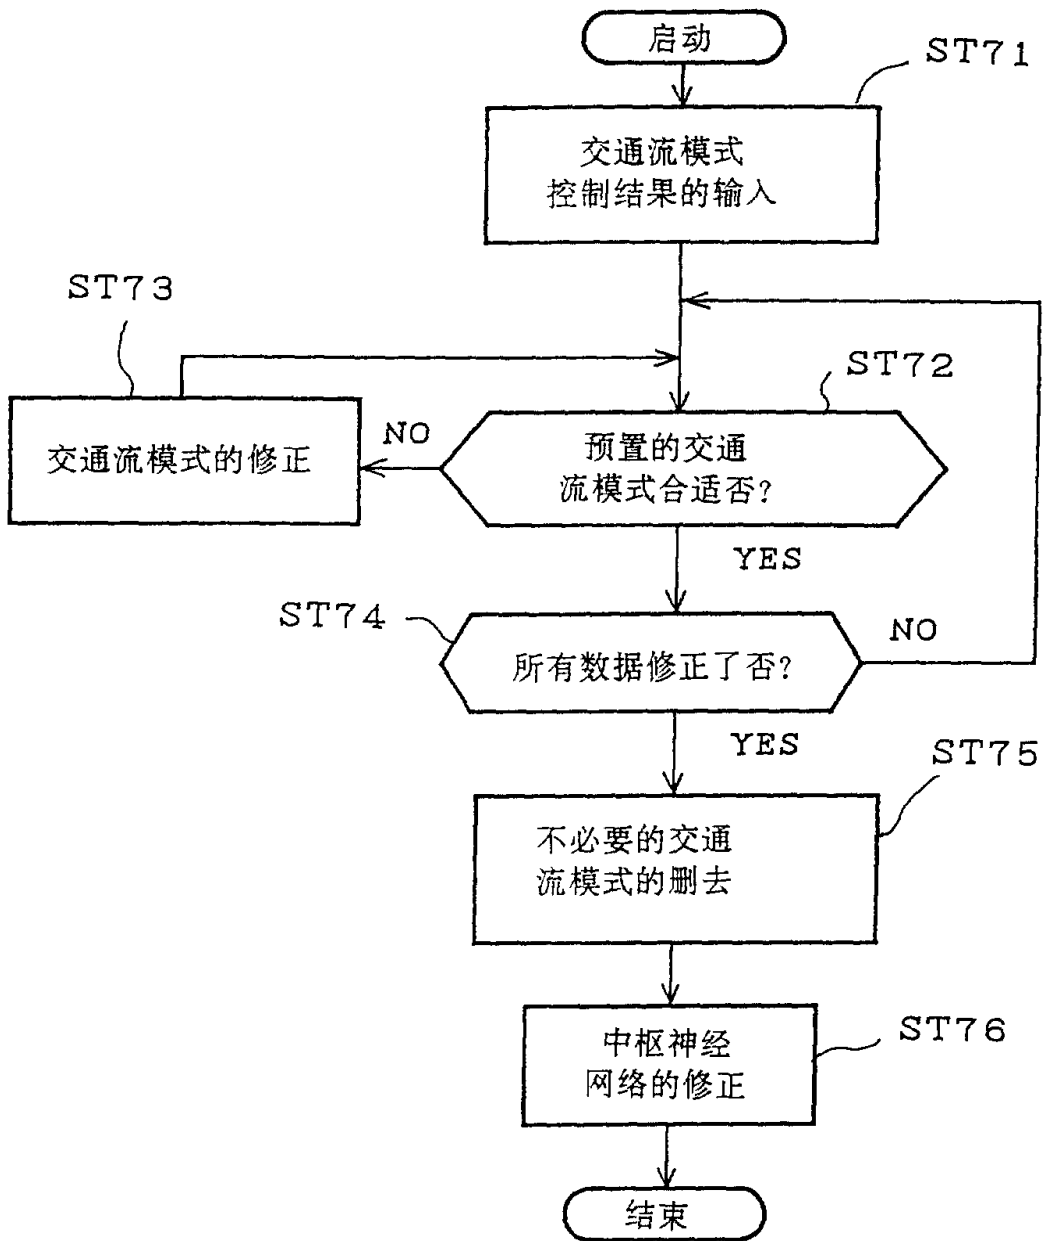 启动
ST71
交通流模式
控制结果的输入
ST73
ST72
交通流模式的修正
NO
预置的交通
流模式合适否?
YES
ST74
NO
所有数据修正了否?
YES
ST75
不必要的交通
流模式的删去
ST76
中枢神经
网络的修正
结束